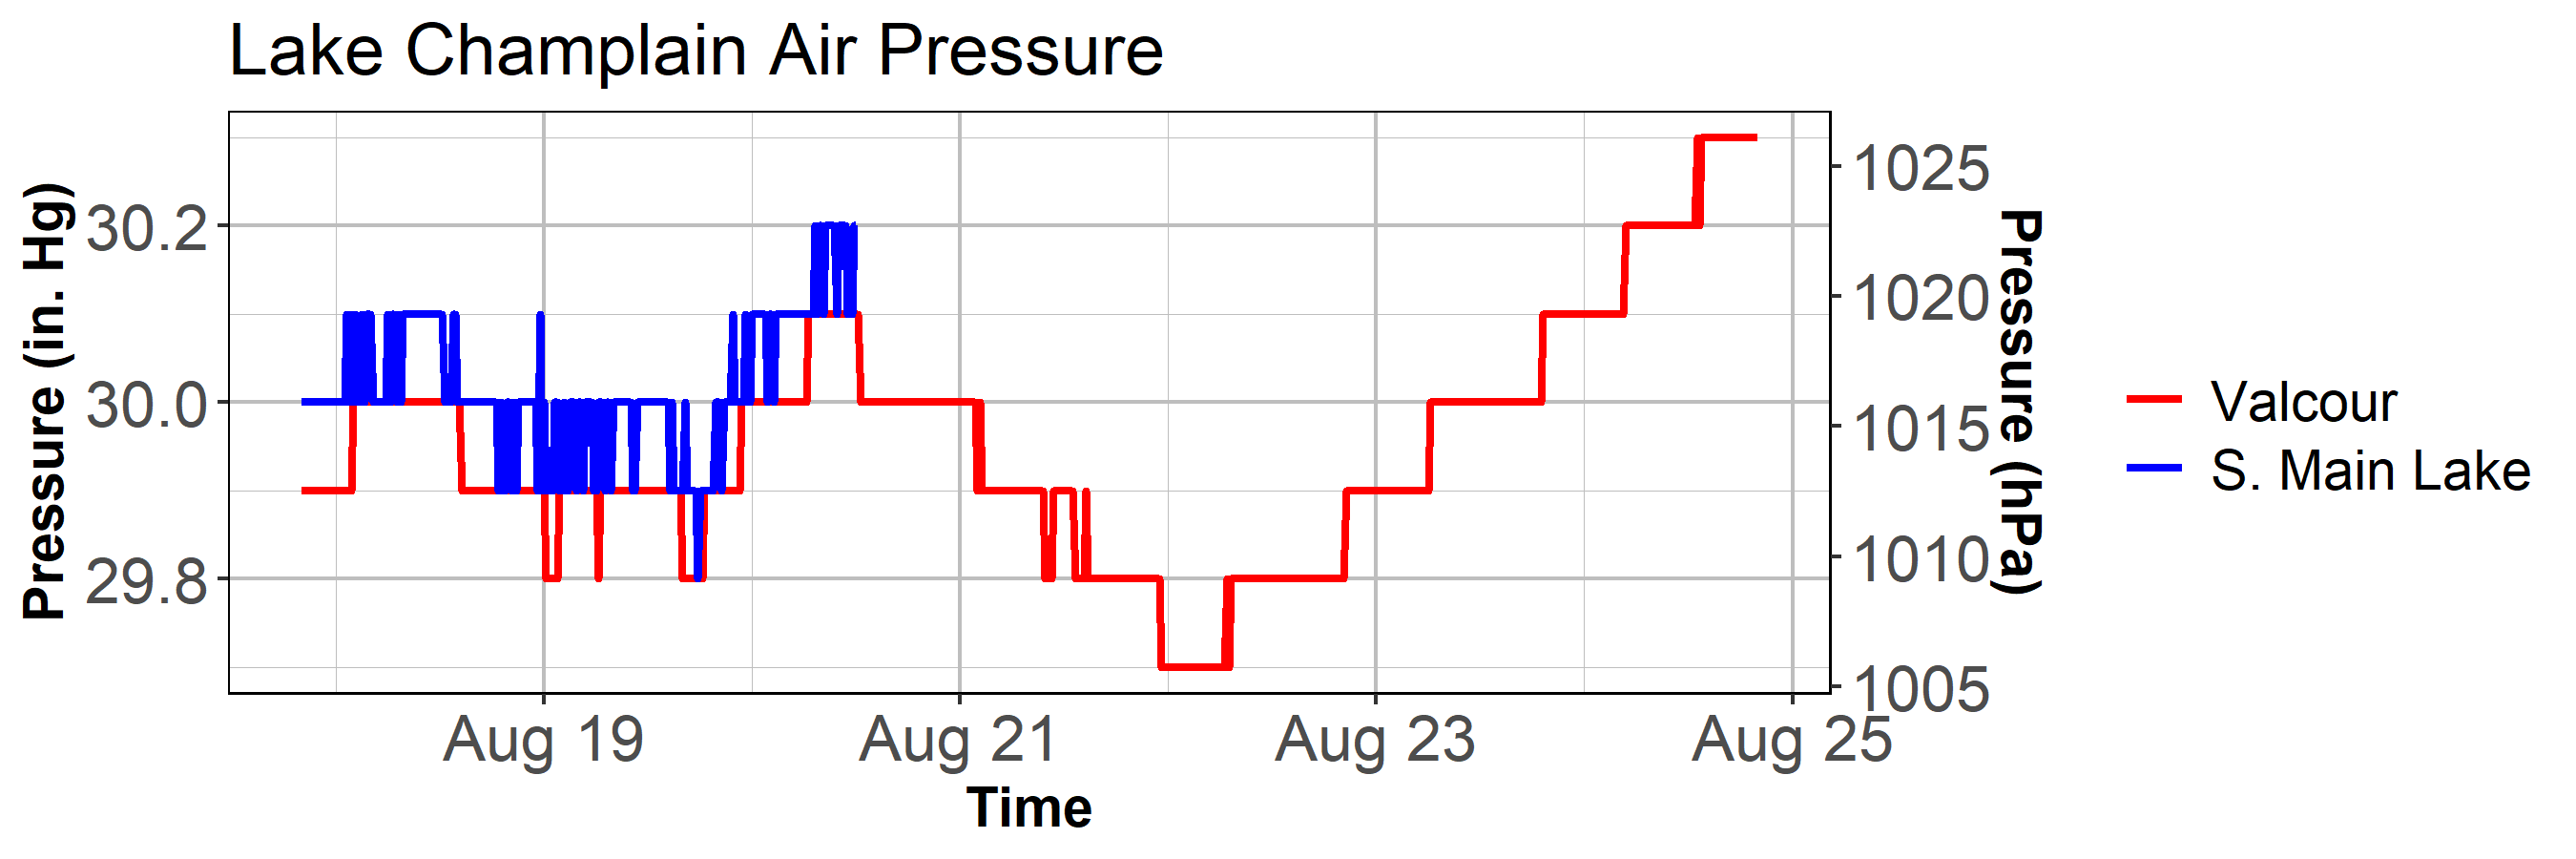 Lake Champlain Air Pressure
Pressure (in. Hg)
30.2
30.0
29.8
1025
1020
1015
1010
1005
Pressure (hPa)
Aug 19
Aug 21
Aug 23
Aug 25
Time
Valcour
S. Main Lake